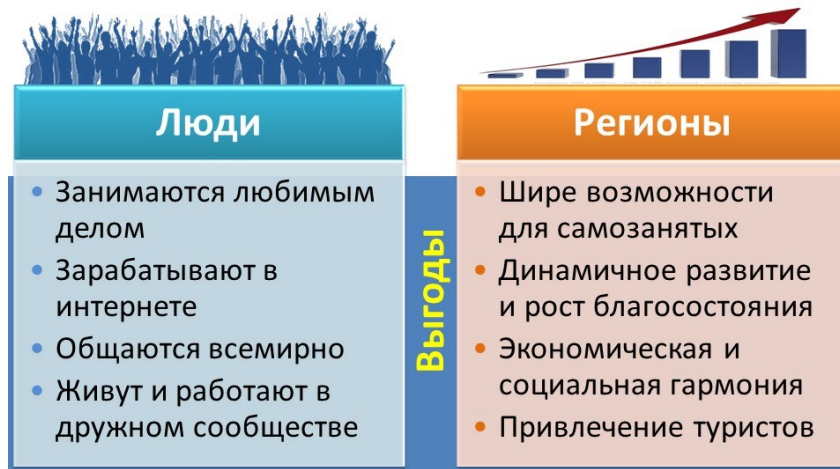 Люди
• Занимаются любимым
делом
• Зарабатывают в
интернете
• Общаются всемирно
• Живут и работают в
дружном сообществе
Выгоды
Регионы
• Шире возможности
для самозанятых
• Динамичное развитие
и рост благосостояния
• Экономическая и
социальная гармония
• Привлечение туристов